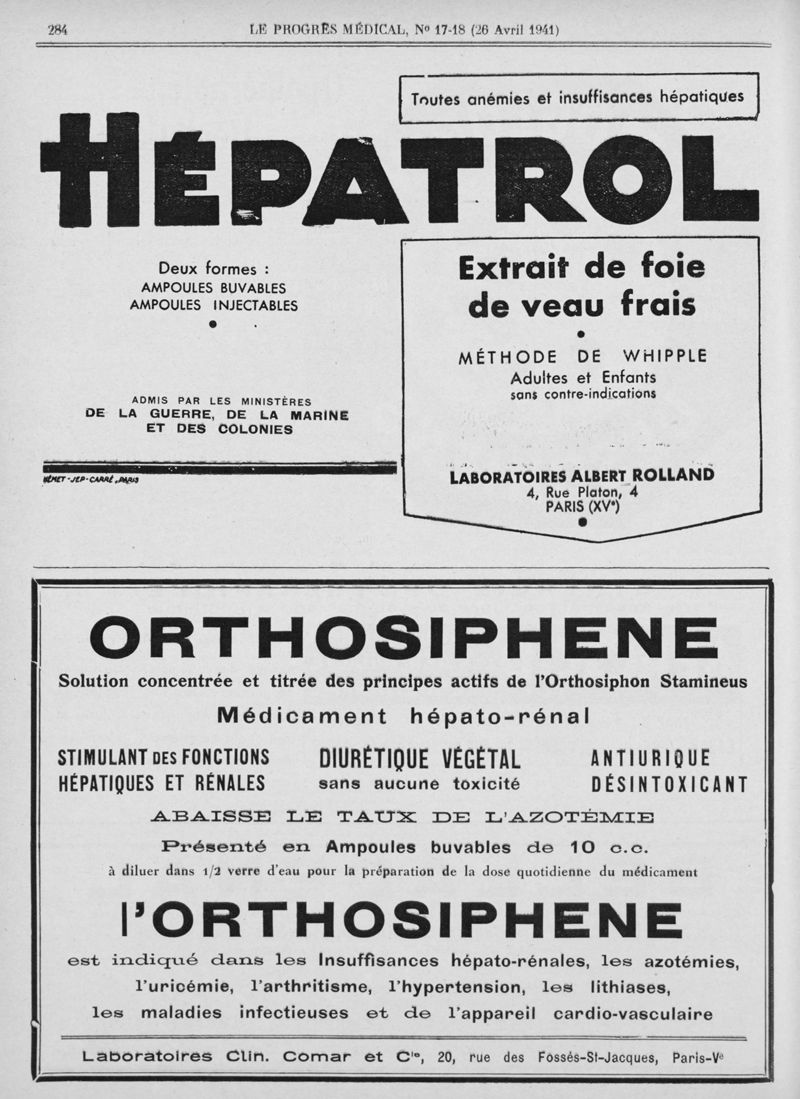 284
LE PROGRÈS MÉDICAL, Nº 17-18 (26 Avril 1941)
Toutes anémies et insuffisances hépatiques
HÉPATROL
Deux formes :
AMPOULES BUVABLES
AMPOULES INJECTABLES
ADMIS PAR LES MINISTÈRES
DE LA GUERRE, DE LA MARINE
ET DES COLONIES
NÉMET-JEP-CARRÉ, PARIS
Extrait de foie
de veau frais
MÉTHODE DE WHIPPLE
Adultes et Enfants
sans contre-indications
LABORATOIRES ALBERT ROLLAND
4, Rue Platon, 4
PARIS (XVe)
ORTHOSIPHENE
Solution concentrée et titrée des principes actifs de l'Orthosiphon Stamineus
Médicament hépato-rénal
STIMULANT DES FONCTIONS
HÉPATIQUES ET RÉNALES
DIURÉTIQUE VÉGÉTAL
sans aucune toxicité
ANTIURIQUE
DÉSINTOXICANT
ABAISSE LE TAUX DE L'AZOTÉMIE
Présenté en Ampoules buvables de 10 c.c.
à diluer dans 1/2 verre d'eau pour la préparation de la dose quotidienne du médicament
l'ORTHOSIPHENE
est indiqué dans les Insuffisances hépato-rénales, les azotémies,
l'uricémie, l'arthritisme, l'hypertension, les lithiases,
les maladies infectieuses et de l'appareil cardio-vasculaire
Laboratoires Clin. Comar et Cie, 20, rue des Fossés-St-Jacques, Paris-Ve